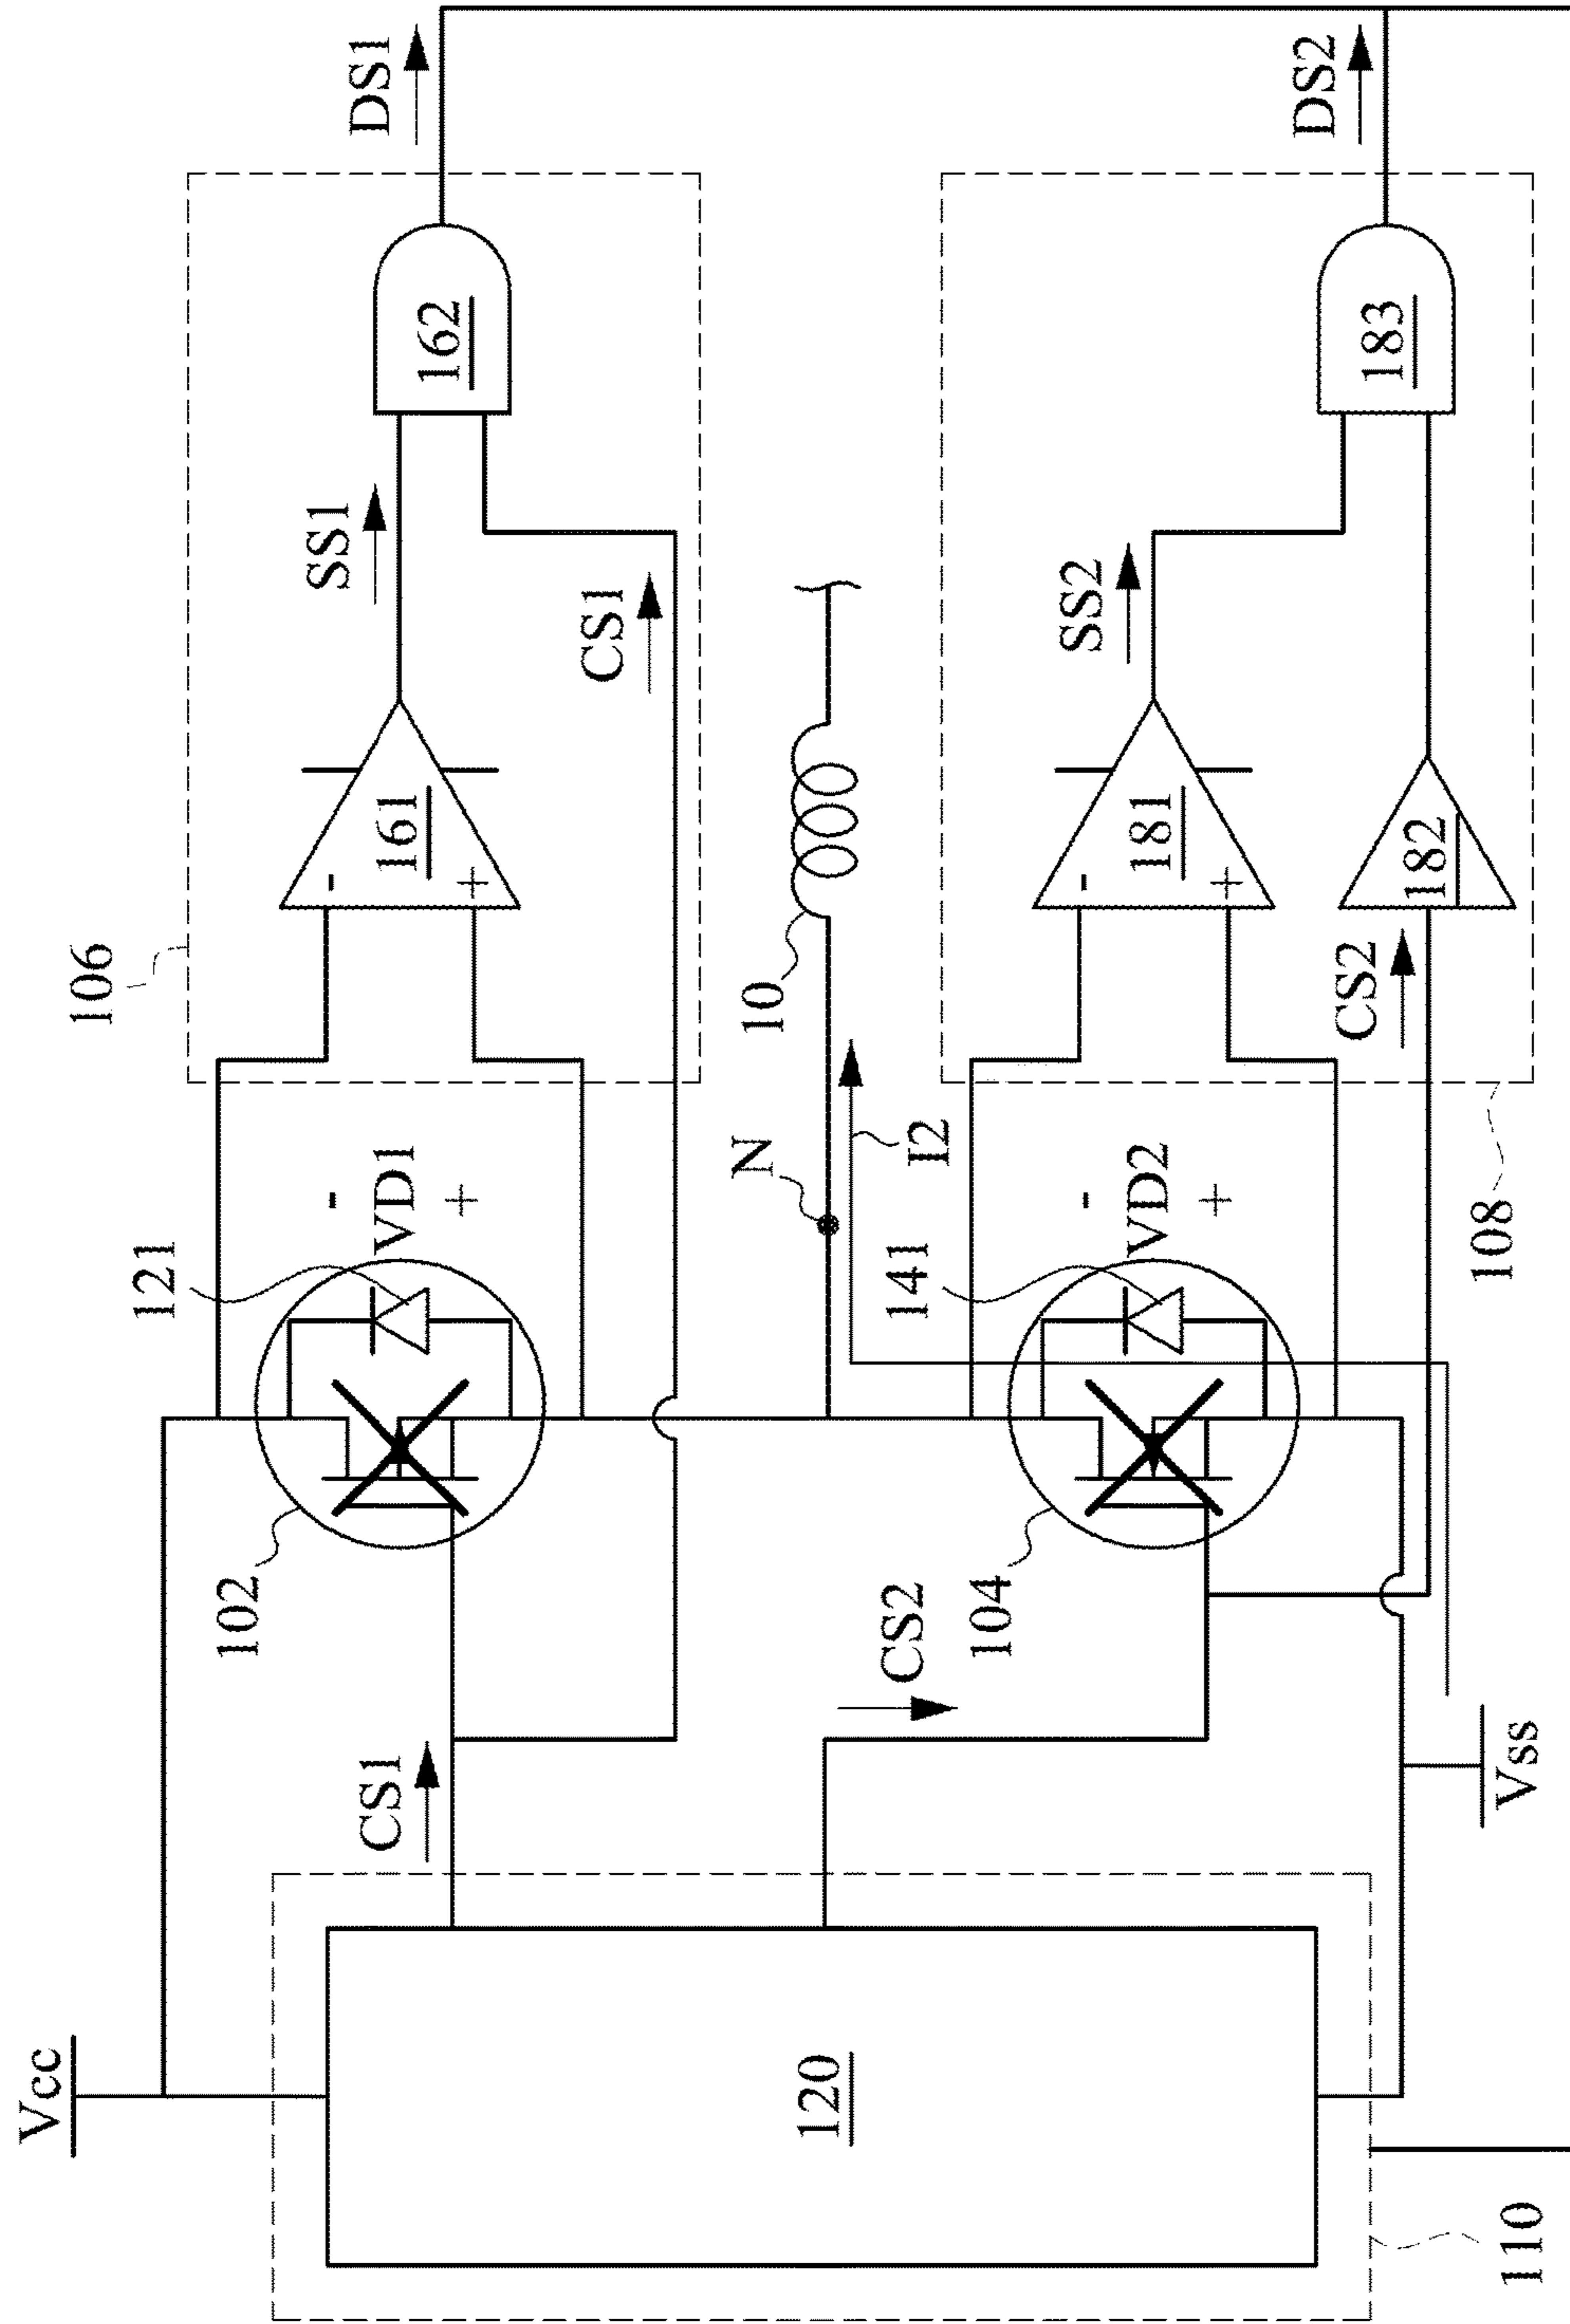 DS1
DS2
162
183
SS1
CS1
SS2
161
-
+
181
-
+
182
106
10
CS2
N
I2
121
-
VD1
+
141
-
VD2
+
108
102
CS2
104
CS1
Vcc
120
Vss
110